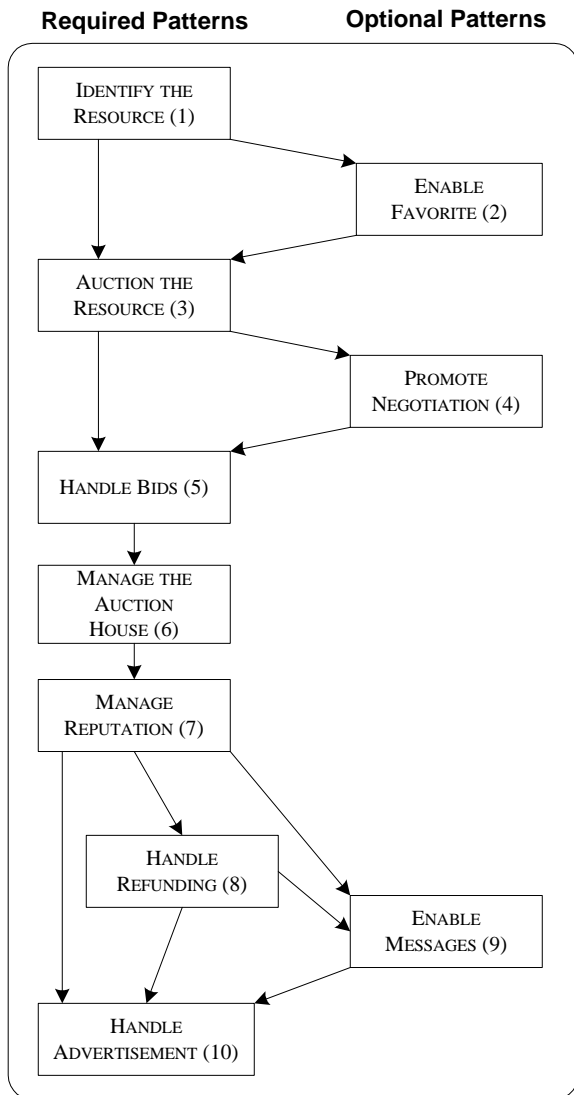 Required Patterns
Optional Patterns
IDENTIFY THE
RESOURCE (1)
ENABLE
FAVORITE (2)
AUCTION THE
RESOURCE (3)
PROMOTE
NEGOTIATION (4)
HANDLE BIDS (5)
MANAGE THE
AUCTION
HOUSE (6)
MANAGE
REPUTATION (7)
HANDLE
REFUNDING (8)
ENABLE
MESSAGES (9)
HANDLE
ADVERTISEMENT (10)